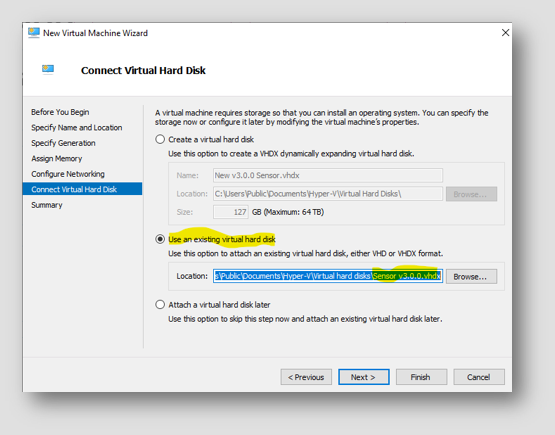 New Virtual Machine Wizard
Connect Virtual Hard Disk
Before You Begin
Specify Name and Location
Specify Generation
Assign Memory
Configure Networking
Connect Virtual Hard Disk
Summary
A virtual machine requires storage so that you can install an operating system. You can specify the
storage now or configure it later by modifying the virtual machine's properties.
Create a virtual hard disk
Use this option to create a VHDX dynamically expanding virtual hard disk.
Name: New v3.0.0 Sensor.vhdx
Location: C:\Users\Public\Documents\Hyper-V\Virtual Hard Disks\ Browse...
Size: 127 GB (Maximum: 64 TB)
Use an existing virtual hard disk
Use this option to attach an existing virtual hard disk, either VHD or VHDX format.
Location: s\Public\Documents\Hyper-V\Virtual hard disks\Sensor v3.0.0.vhdx Browse...
Attach a virtual hard disk later
Use this option to skip this step now and attach an existing virtual hard disk later.
< Previous Next > Finish Cancel